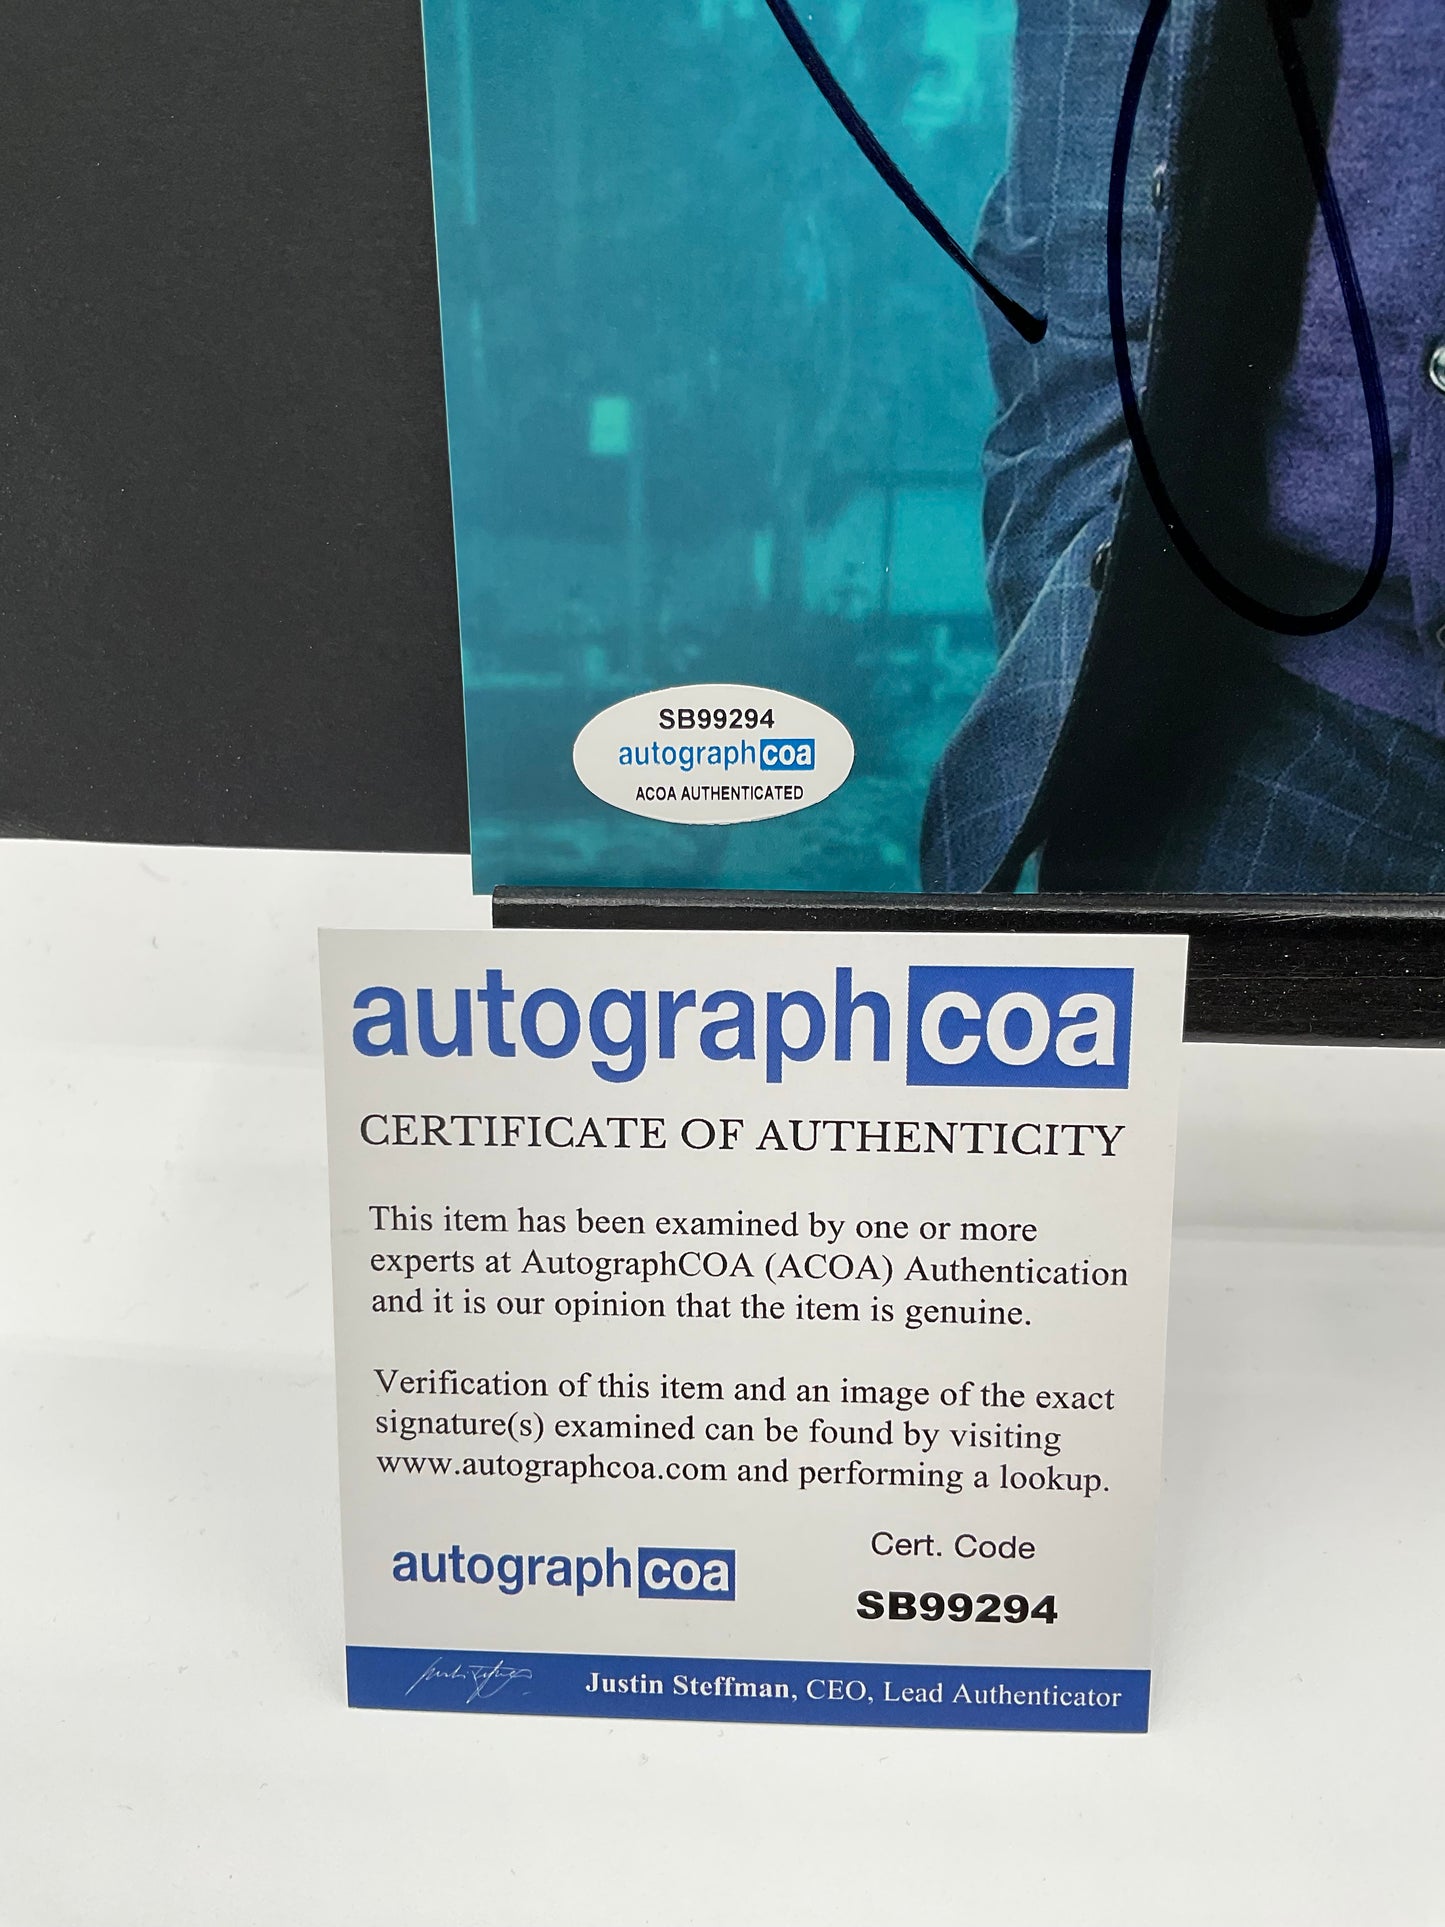 SB99294
autographcoa
ACOA AUTHENTICATED
autographcoa
CERTIFICATE OF AUTHENTICITY
This item has been examined by one or more
experts at AutographCOA (ACOA) Authentication
and it is our opinion that the item is genuine.
Verification of this item and an image of the exact
signature(s) examined can be found by visiting
www.autographcoa.com and performing a lookup.
Cert. Code
autographcoa
SB99294
Justin Steffman, CEO, Lead Authenticator